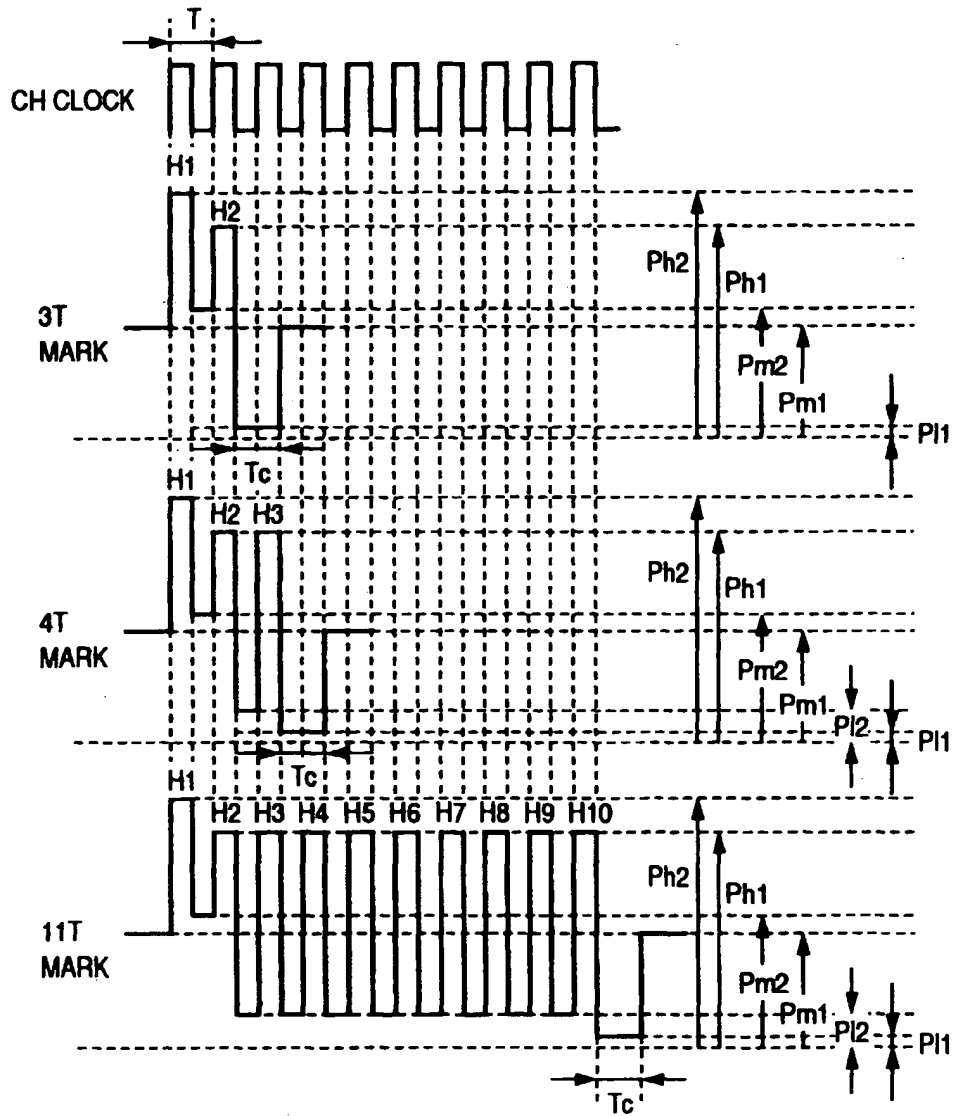 T
CH CLOCK
H1
H2
3T
MARK
Ph2
Ph1
Pm2
Pm1
Pl1
Tc
H1
H2 H3
4T
MARK
Ph2
Ph1
Pm2
Pm1
Pl2
Pl1
Tc
H1
H2 H3 H4 H5 H6 H7 H8 H9 H10
11T
MARK
Ph2
Ph1
Pm2
Pm1
Pl2
Pl1
Tc